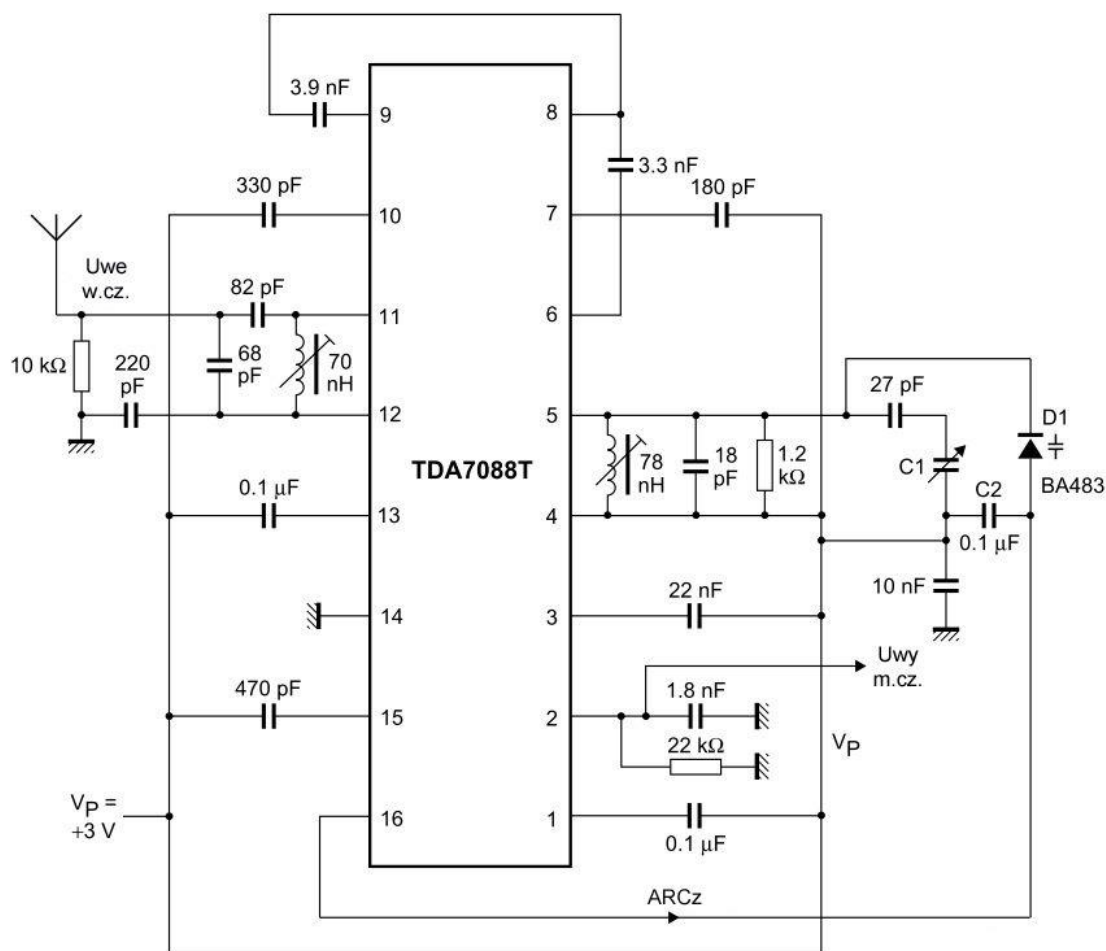 3.9 nF
9
8
3.3 nF
330 pF
180 pF
10
7
Uwe
w.cz.
82 pF
11
6
10 kΩ
220
pF
68
pF
70
nH
27 pF
12
5
D1
C1
TDA7088T
78
nH
18
pF
1.2
kΩ
BA483
C2
0.1 μF
0.1 μF
13
4
22 nF
10 nF
14
3
Uwy
m.cz.
470 pF
1.8 nF
15
2
22 kΩ
VP
VP =
+3 V
16
1
0.1 μF
ARCz